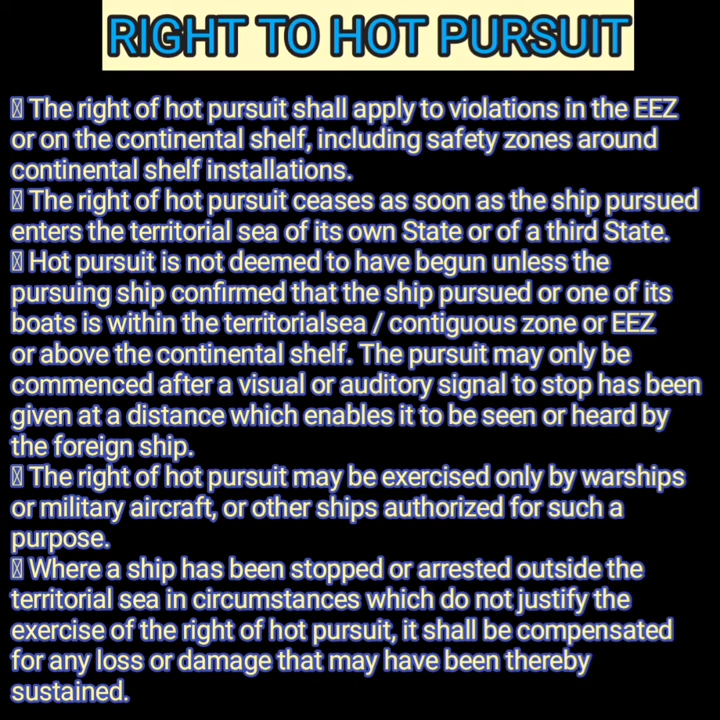 RIGHT TO HOT PURSUIT
The right of hot pursuit shall apply to violations in the EEZ
or on the continental shelf, including safety zones around
continental shelf installations.
The right of hot pursuit ceases as soon as the ship pursued
enters the territorial sea of its own State or of a third State.
Hot pursuit is not deemed to have begun unless the
pursuing ship confirmed that the ship pursued or one of its
boats is within the territorialsea / contiguous zone or EEZ
or above the continental shelf. The pursuit may only be
commenced after a visual or auditory signal to stop has been
given at a distance which enables it to be seen or heard by
the foreign ship.
The right of hot pursuit may be exercised only by warships
or military aircraft, or other ships authorized for such a
purpose.
Where a ship has been stopped or arrested outside the
territorial sea in circumstances which do not justify the
exercise of the right of hot pursuit, it shall be compensated
for any loss or damage that may have been thereby
sustained.